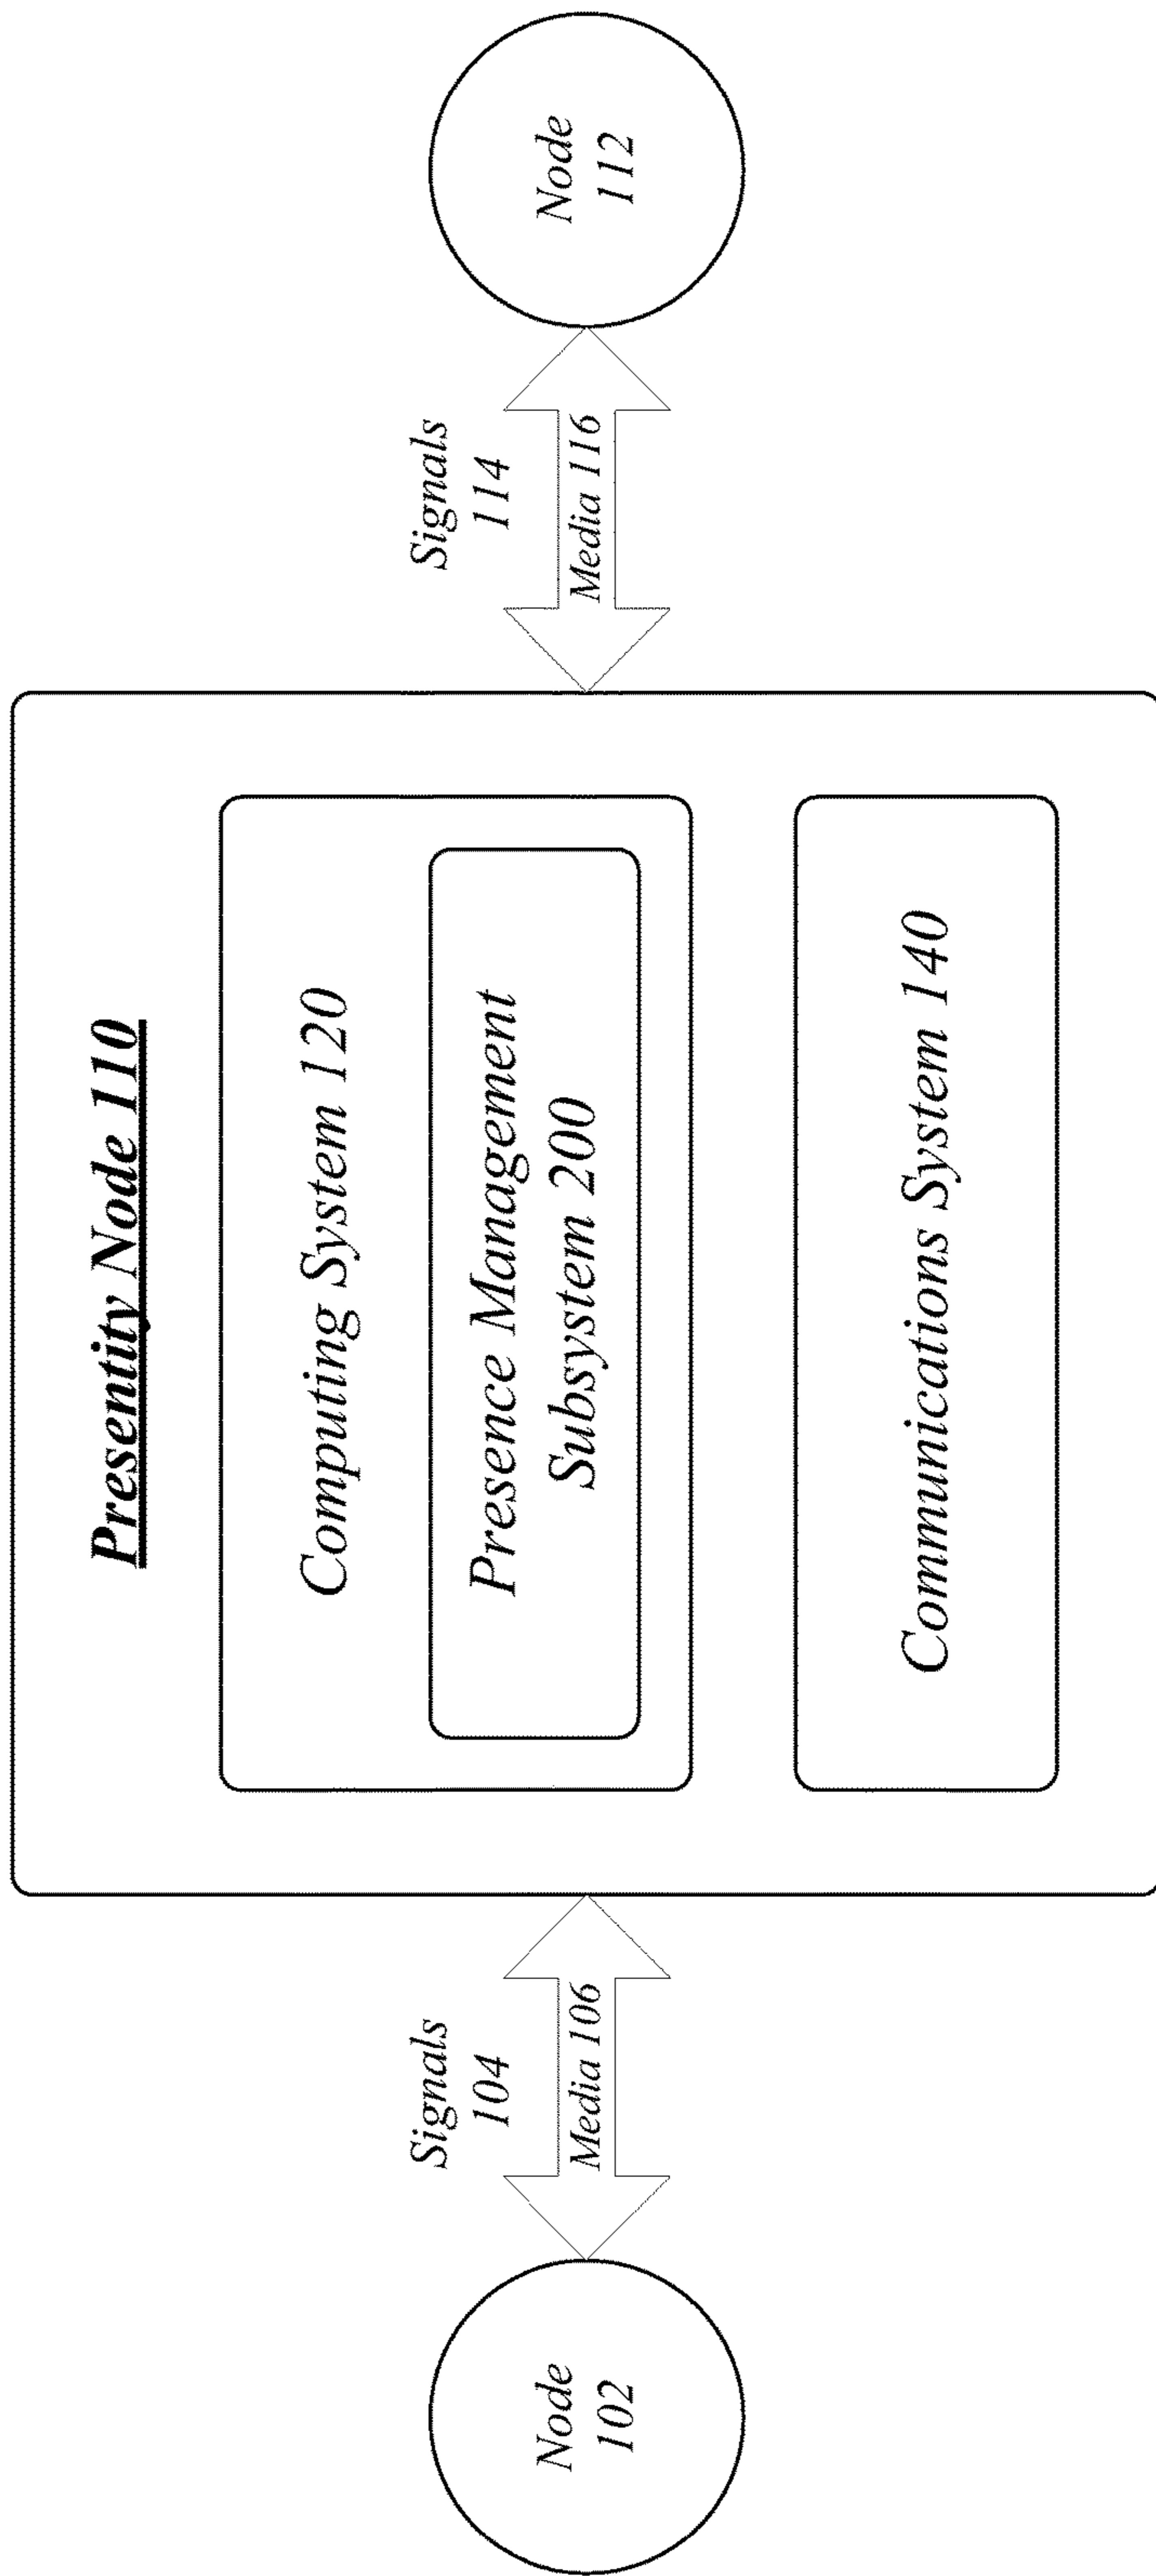 Presentity Node 110
Computing System 120
Presence Management
Subsystem 200
Communications System 140
Signals
104
Media 106
Node
102
Signals
114
Media 116
Node
112